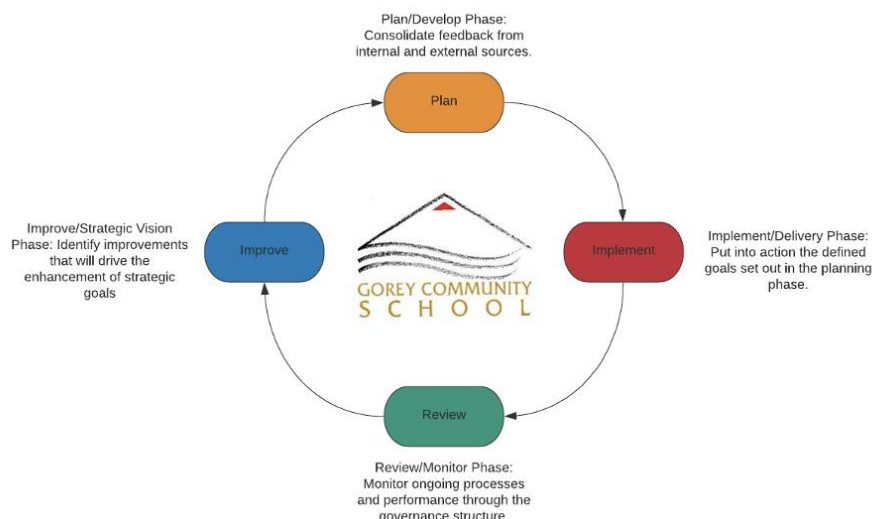 Plan/Develop Phase:
Consolidate feedback from
internal and external sources.
Plan
Improve/Strategic Vision
Phase: Identify improvements
that will drive the
enhancement of strategic
goals
Improve
GOREY COMMUNITY
SCHOOL
Implement
Implement/Delivery Phase:
Put into action the defined
goals set out in the planning
phase.
Review
Review/Monitor Phase:
Monitor ongoing processes
and performance through the
governance structure